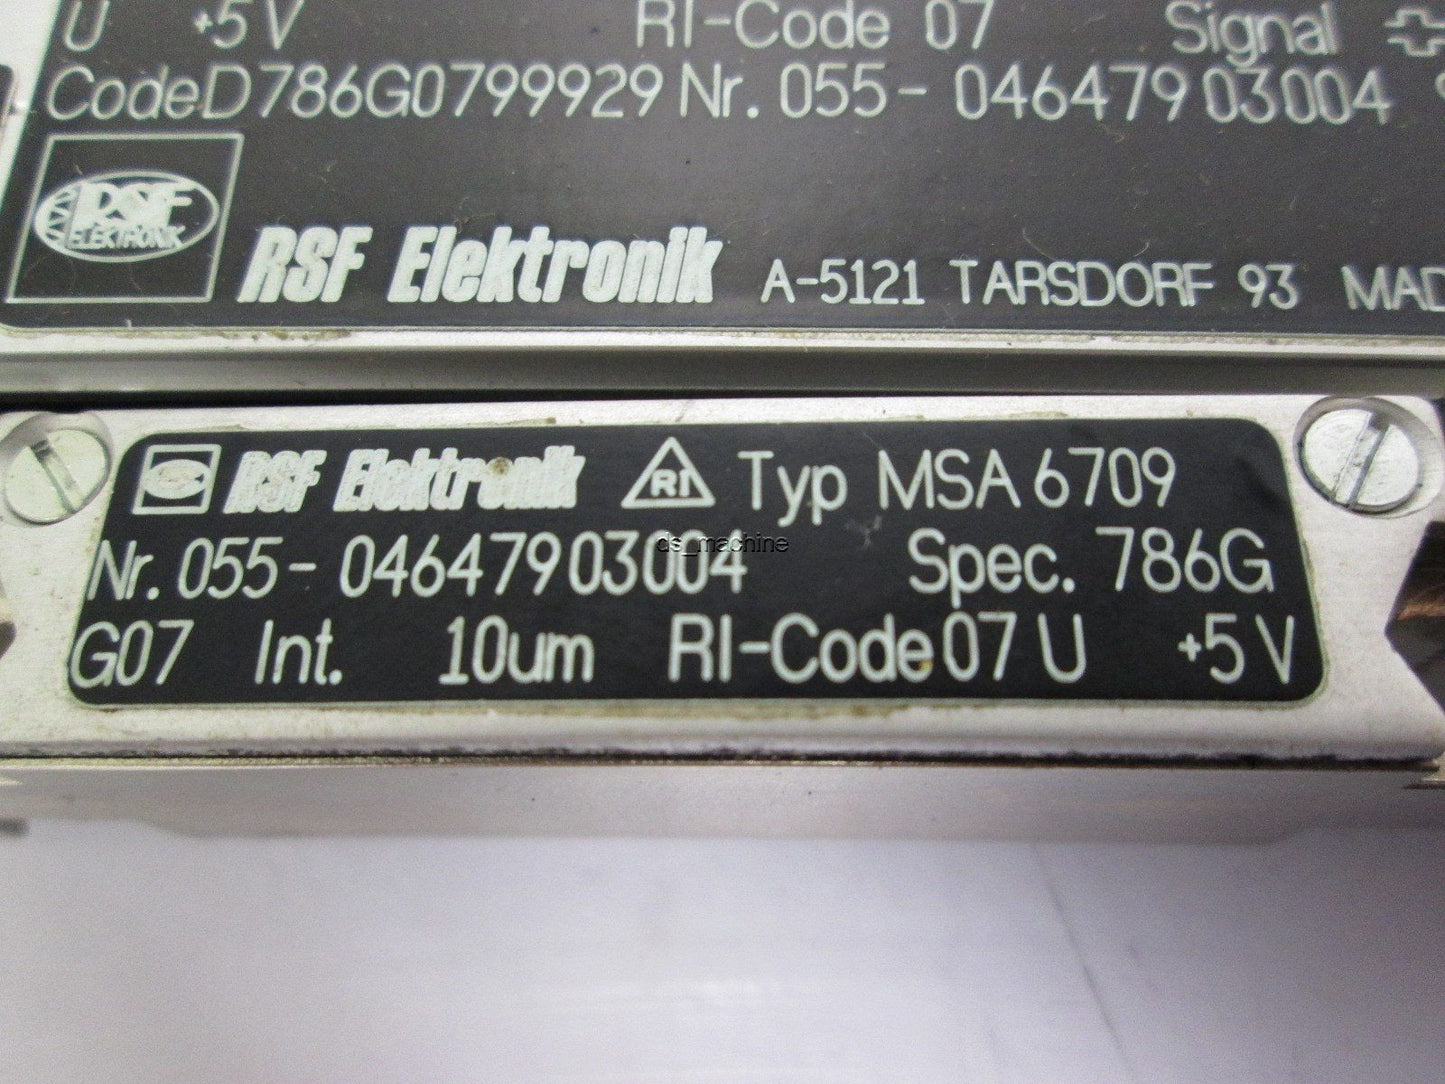 U +5V RI-Code 07 Signal
CodeD786G0799929 Nr. 055- 04647903004
RSF
ELEKTRONIK
RSF Elektronik A-5121 TARSDORF 93
RSF Elektronik RI Typ MSA 6709
Nr. 055- 04647903004 Spec. 786G
ds_machine
G07 Int. 10um RI-Code 07 U +5V